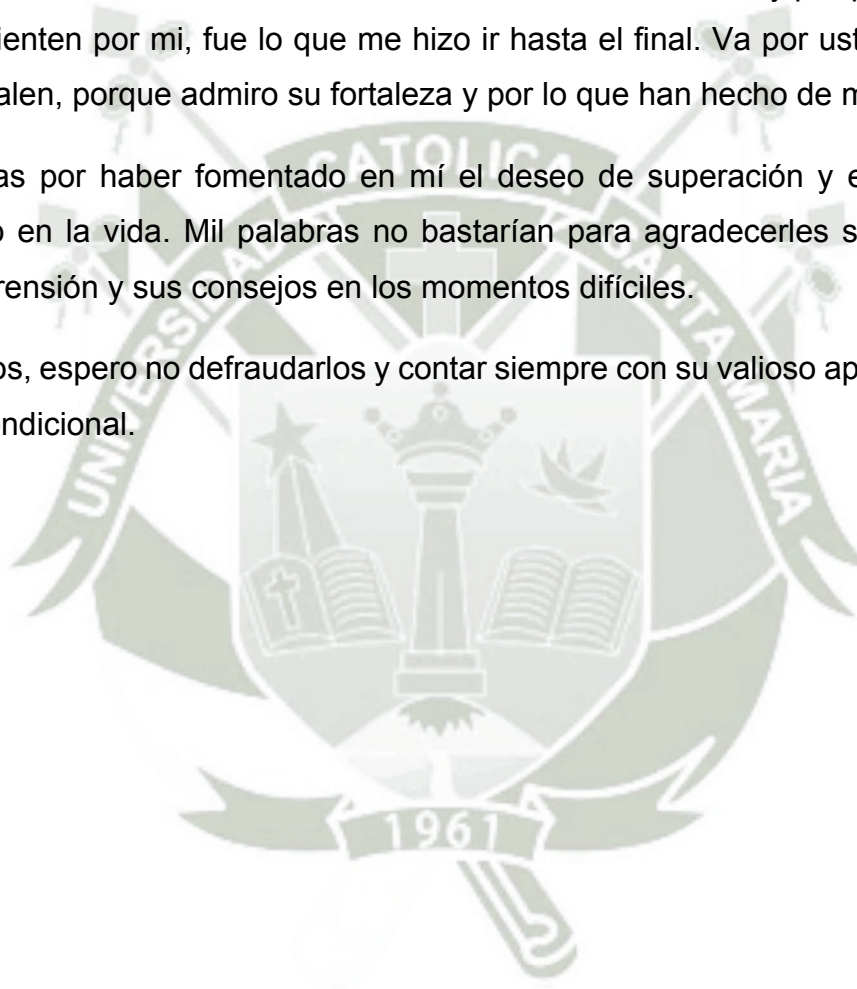 ienten por mi, fue lo que me hizo ir hasta el final. Va por ust
alen, porque admiro su fortaleza y por lo que han hecho de m
as por haber fomentado en mí el deseo de superación y e
o en la vida. Mil palabras no bastarían para agradecerles s
rensión y sus consejos en los momentos difíciles.
os, espero no defraudarlos y contar siempre con su valioso ap
ondicional.
UNIVERSIDAD CATOLICA SANTA MARIA
1961